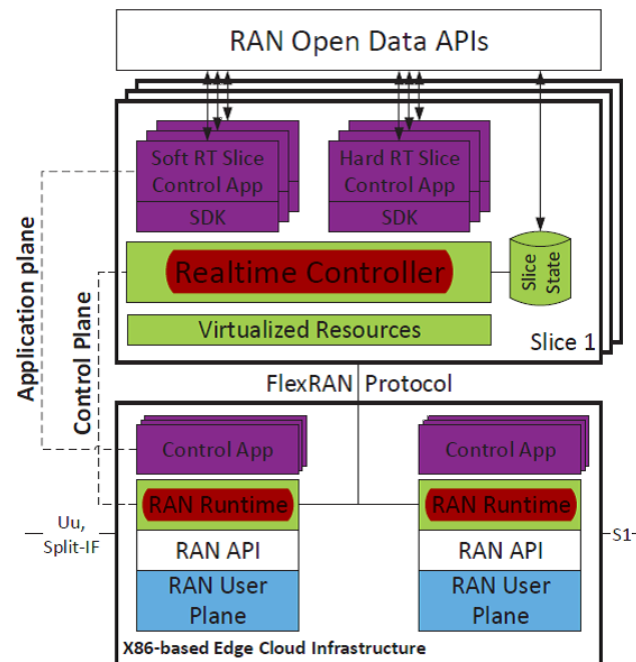 RAN Open Data APIs
Soft RT Slice
Control App
SDK
Hard RT Slice
Control App
SDK
Realtime Controller
Slice
State
Virtualized Resources
Slice 1
Application plane
Control Plane
FlexRAN Protocol
Control App
Control App
RAN Runtime
RAN Runtime
Uu,
Split-IF
S1
RAN API
RAN API
RAN User
Plane
RAN User
Plane
X86-based Edge Cloud Infrastructure